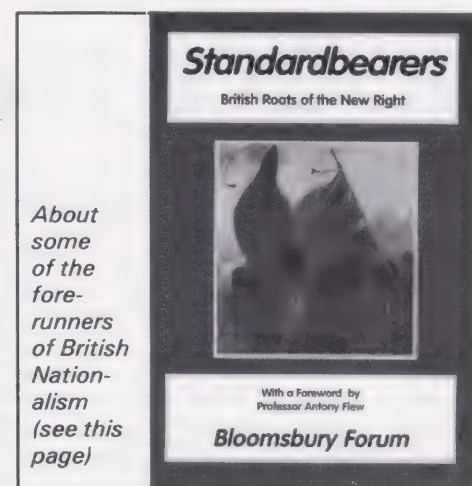 About
some
of the
fore-
runners
of British
Nation-
alism
(see this
page)
Standardbearers
British Roots of the New Right
With a Foreword by
Professor Antony Flew
Bloomsbury Forum